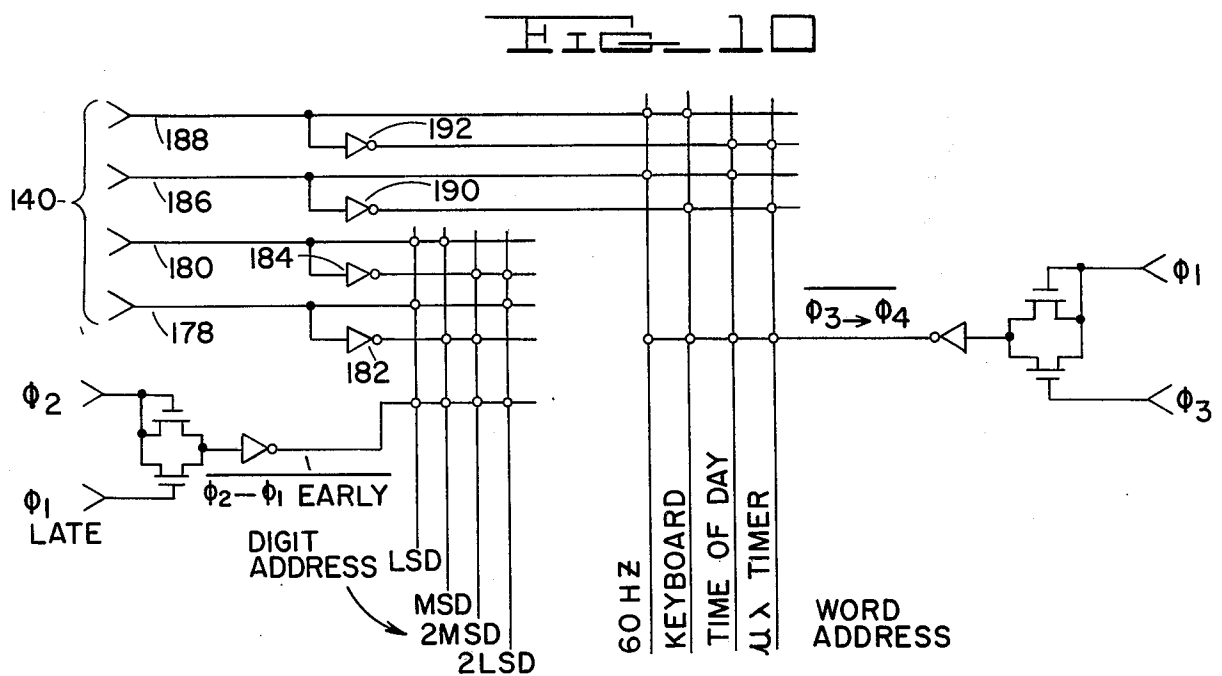 FIG_10
188
192
140
186
190
180
184
178
182
Φ1
Φ3→Φ4
Φ3
Φ2
Φ2–Φ1 EARLY
Φ1
LATE
DIGIT
ADDRESS
LSD
MSD
2MSD
2LSD
60 HZ
KEYBOARD
TIME OF DAY
μλ TIMER
WORD
ADDRESS